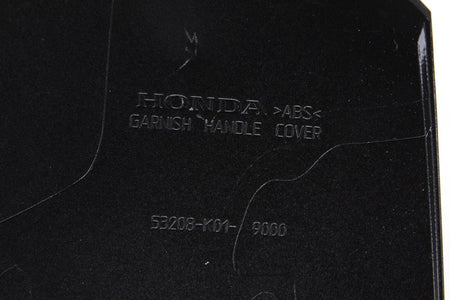 HONDA >ABS<
GARNISH HANDLE COVER
53208-K01- 9000